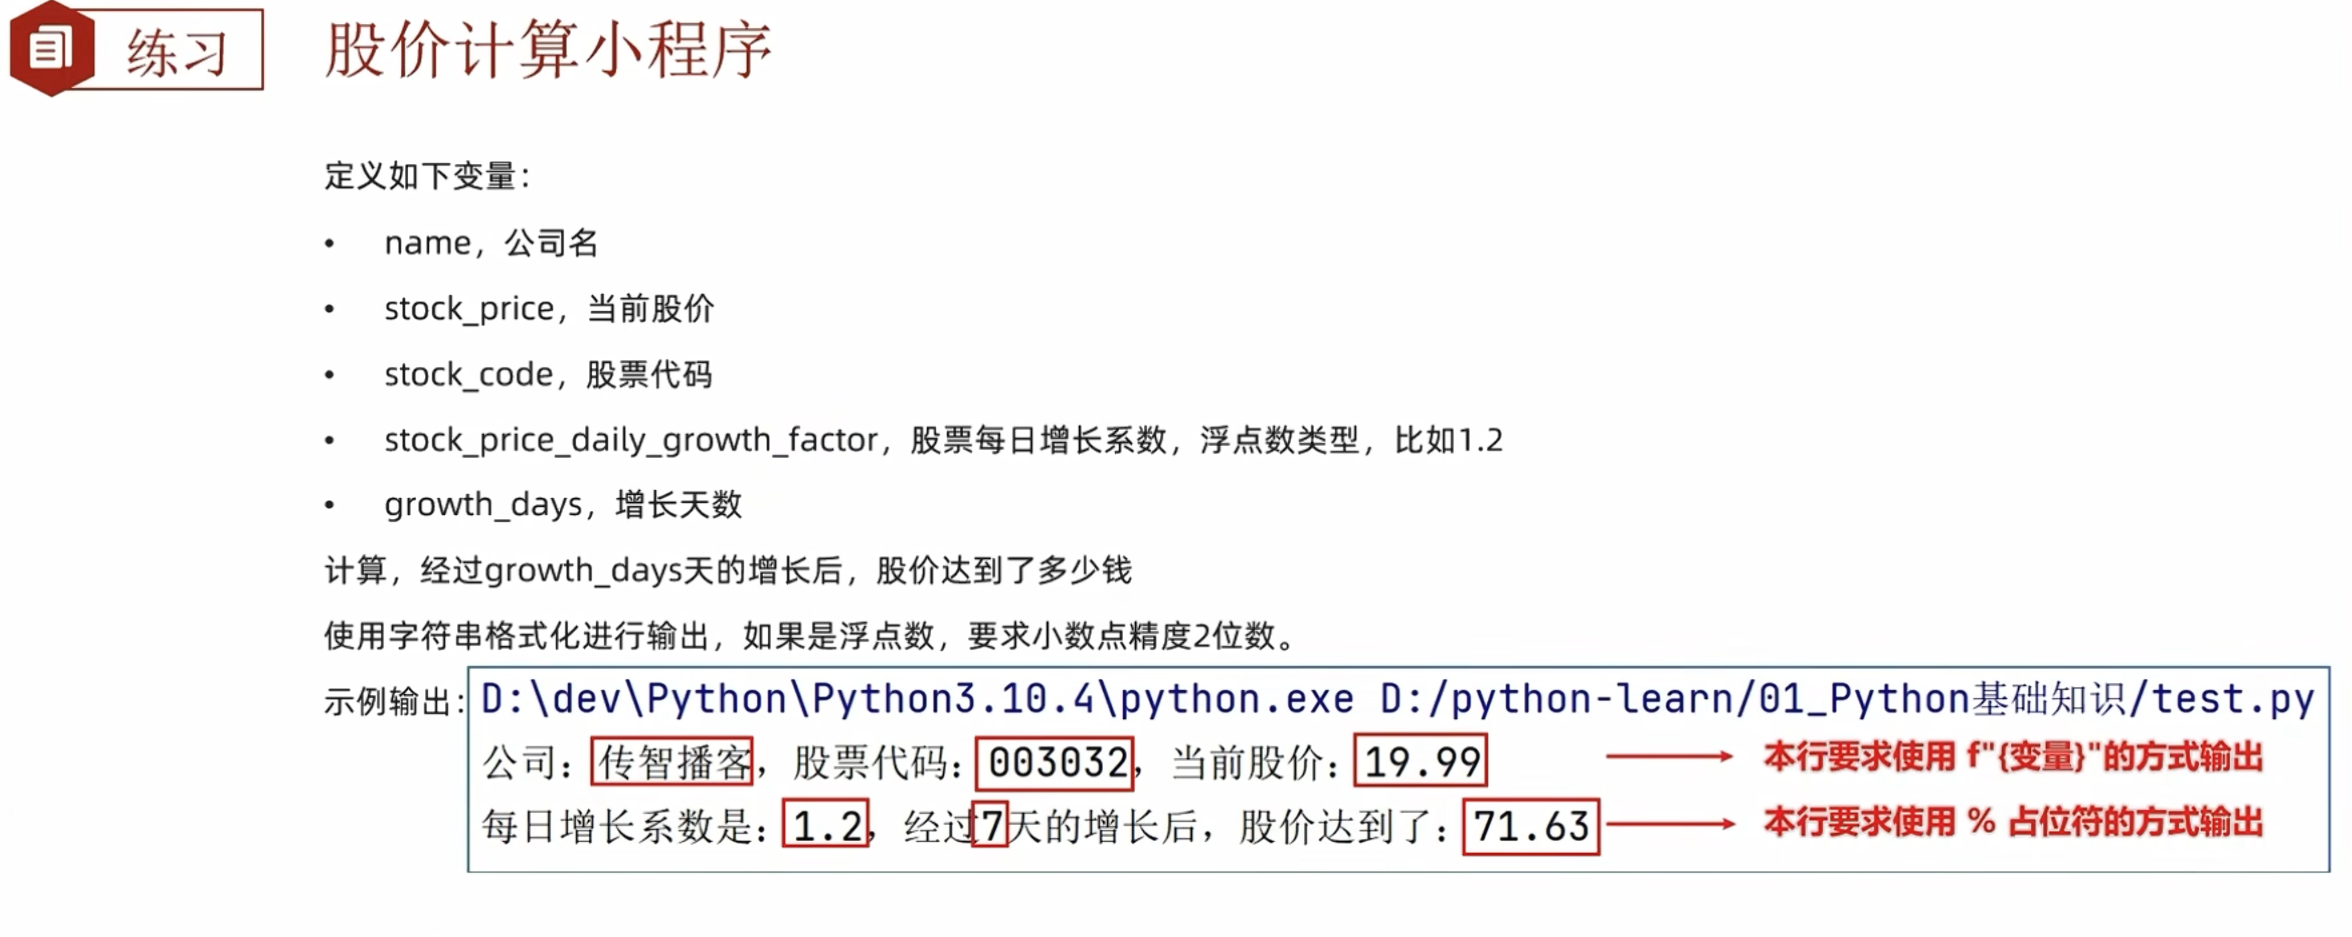 练习
股价计算小程序
定义如下变量：
• name，公司名
• stock_price，当前股价
• stock_code，股票代码
• stock_price_daily_growth_factor，股票每日增长系数，浮点数类型，比如1.2
• growth_days，增长天数
计算，经过growth_days天的增长后，股价达到了多少钱
使用字符串格式化进行输出，如果是浮点数，要求小数点精度2位数。
示例输出：
D:\dev\Python\Python3.10.4\python.exe D:/python-learn/01_Python基础知识/test.py
公司：传智播客，股票代码：003032，当前股价：19.99 本行要求使用 f"{变量}"的方式输出
每日增长系数是：1.2，经过7天的增长后，股价达到了：71.63 本行要求使用 % 占位符的方式输出